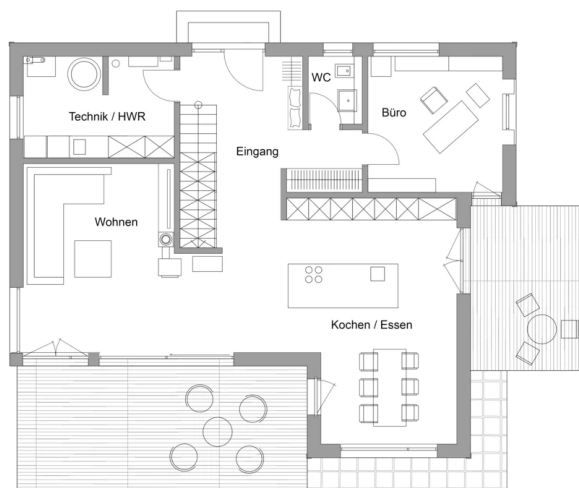 WC
Technik / HWR
Büro
Eingang
Wohnen
Kochen / Essen